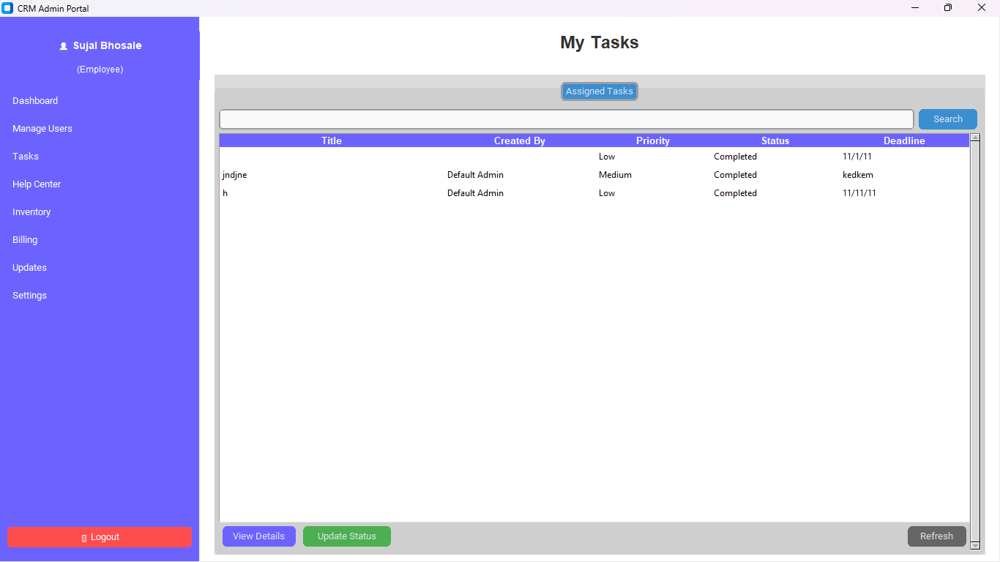 CRM Admin Portal
Sujal Bhosale
(Employee)
Dashboard
Manage Users
Tasks
Help Center
Inventory
Billing
Updates
Settings
Logout
My Tasks
Assigned Tasks
Search
Title Created By Priority Status Deadline
Low Completed 11/1/11
jndjne Default Admin Medium Completed kedkem
h Default Admin Low Completed 11/11/11
View Details Update Status Refresh